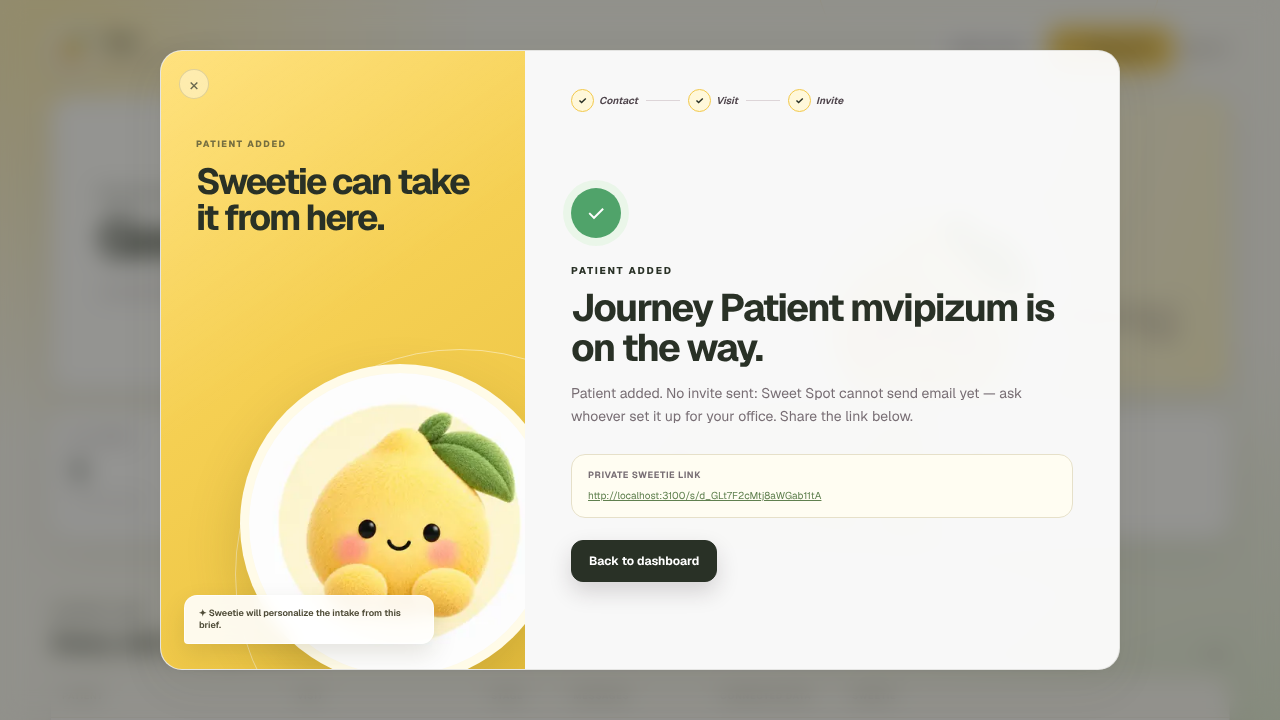 PATIENT ADDED
Sweetie can take
it from here.
✦ Sweetie will personalize the intake from this
brief.
Contact
Visit
Invite
PATIENT ADDED
Journey Patient mvipizum is
on the way.
Patient added. No invite sent: Sweet Spot cannot send email yet — ask
whoever set it up for your office. Share the link below.
PRIVATE SWEETIE LINK
http://localhost:3100/s/d_GLt7F2cMtj8aWGab11tA
Back to dashboard